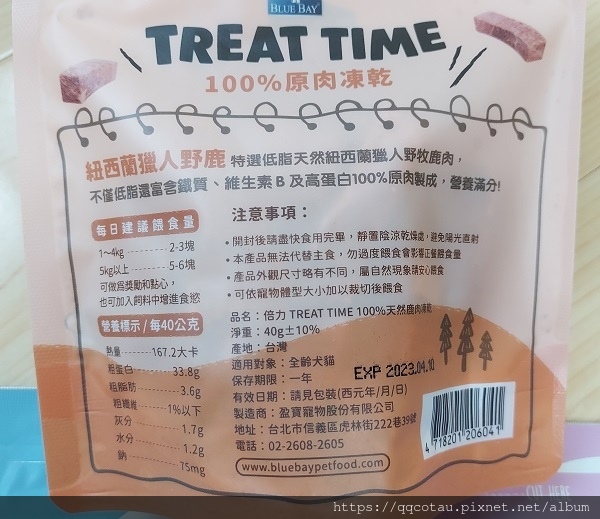 BLUE BAY
TREAT TIME
100%原肉凍乾
紐西蘭獵人野鹿 特選低脂天然紐西蘭獵人野牧鹿肉，
不僅低脂還富含鐵質、維生素B及高蛋白100%原肉製成，營養滿分!
每日建議餵食量
1～4kg 2-3塊
5kg以上 5-6塊
可做為獎勵和點心，
也可加入飼料中增進食慾
營養標示 / 每40公克
熱量 167.2大卡
粗蛋白 33.8g
粗脂肪 3.6g
粗纖維 1%以下
灰分 1.7g
水分 1.2g
鈉 75mg
注意事項：
• 開封後請盡快食用完畢，靜置陰涼乾燥處，避免陽光直射
• 本產品無法代替主食，勿過度餵食會影響正餐餵食量
• 產品外觀尺寸略有不同，屬自然現象請安心餵食
• 可依寵物體型大小加以裁切後餵食
品名：倍力 TREAT TIME 100%天然鹿肉凍乾
淨重：40g±10%
產地：台灣
適用對象：全齡犬貓
保存期限：一年
EXP 2023.04.10
有效日期：請見包裝(西元年/月/日)
製造商：盈寶寵物股份有限公司
地址：台北市信義區虎林街222巷39號
電話：02-2608-2605
www.bluebaypetfood.com
4 718201 206041
CUT HERE
https://qqcotau.pixnet.net/album